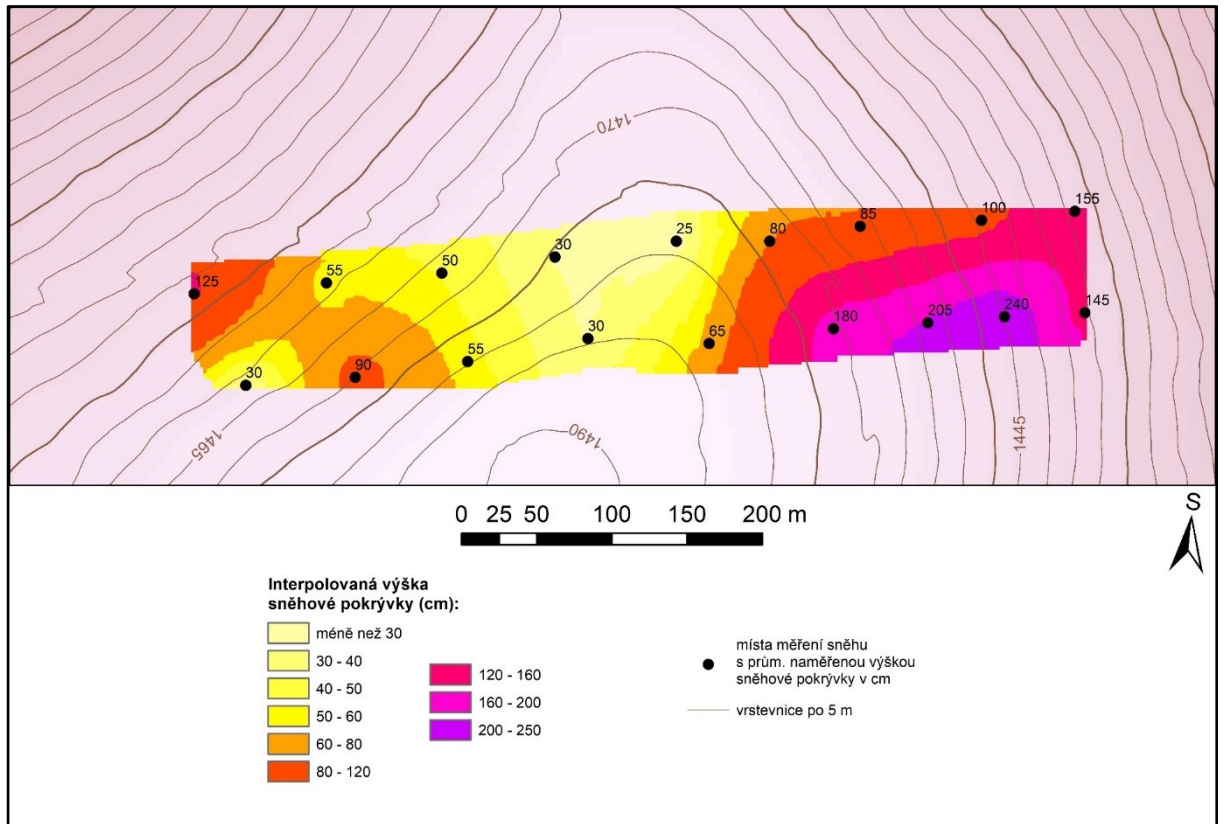 1470
155
100
85
80
25
30
50
55
125
240
205
180
145
65
30
55
90
30
1465
1490
1445
0 25 50 100 150 200 m
S
Interpolovaná výška
sněhové pokrývky (cm):
méně než 30
30 - 40
40 - 50
50 - 60
60 - 80
80 - 120
120 - 160
160 - 200
200 - 250
místa měření sněhu
s prům. naměřenou výškou
sněhové pokrývky v cm
vrstevnice po 5 m